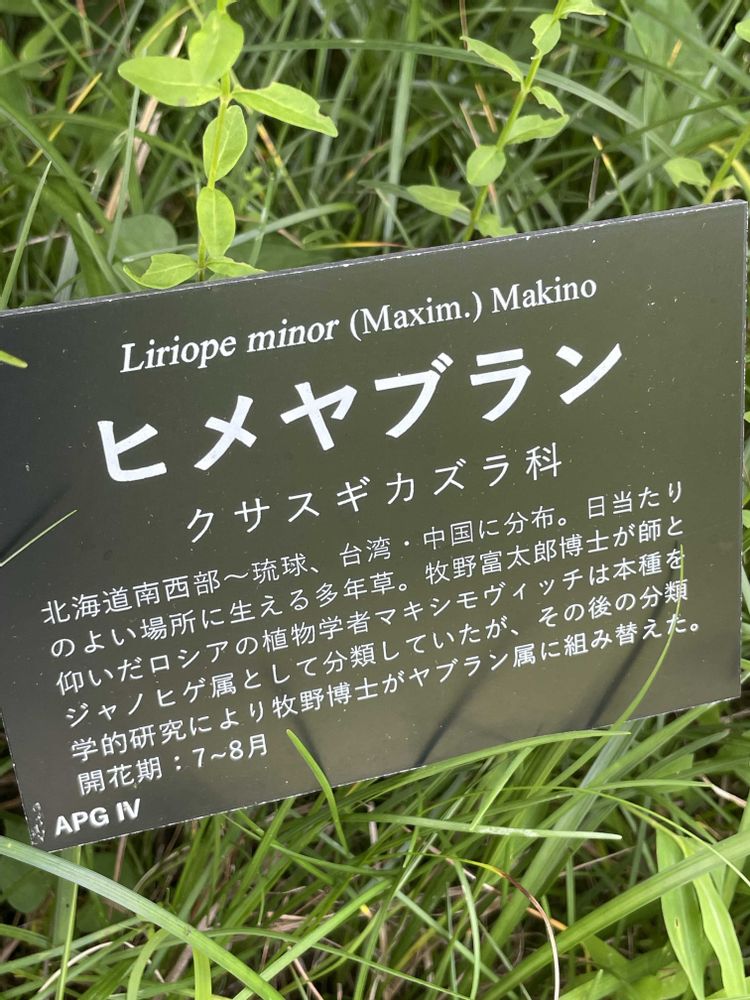 Liriope minor (Maxim.) Makino
ヒメヤブラン
クサスギカズラ科
北海道南西部～琉球、台湾・中国に分布。日当たり
のよい場所に生える多年草。牧野富太郎博士が師と
仰いだロシアの植物学者マキシモヴィッチは本種を
ジャノヒゲ属として分類していたが、その後の分類
学的研究により牧野博士がヤブラン属に組み替えた。
開花期：7~8月
APG IV